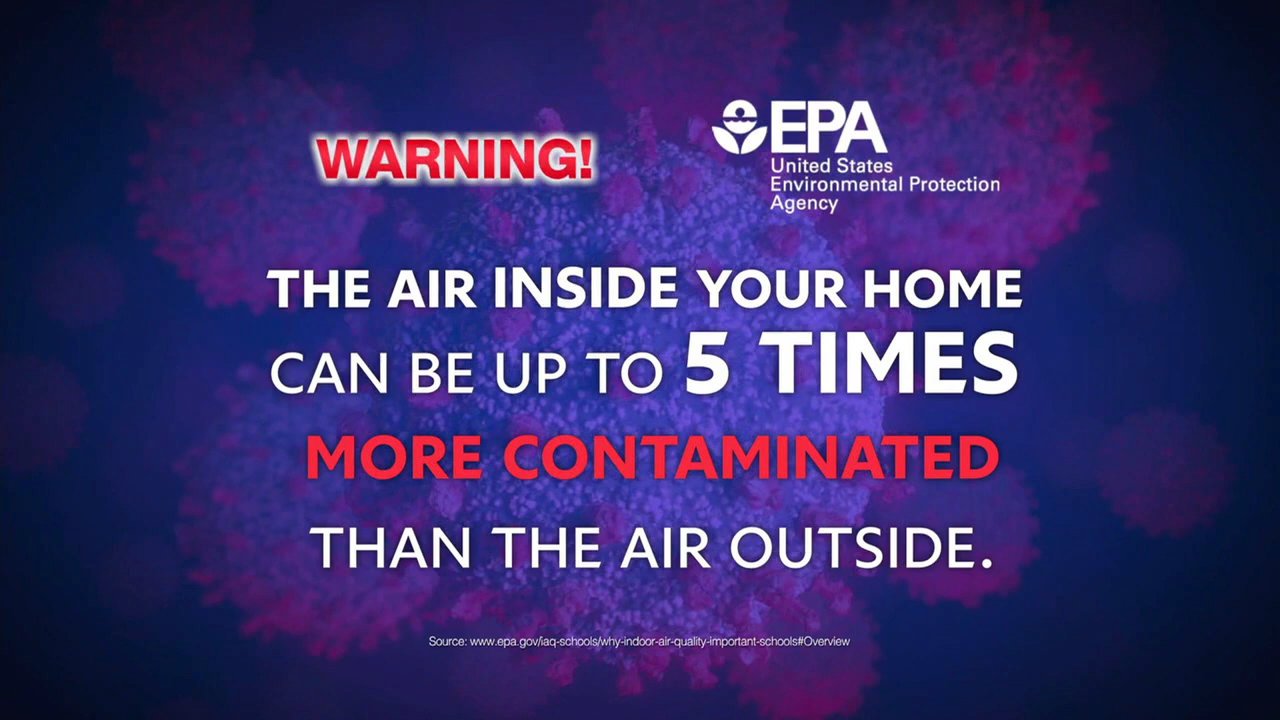 WARNING!
EPA
United States
Environmental Protection
Agency
THE AIR INSIDE YOUR HOME
CAN BE UP TO 5 TIMES
MORE CONTAMINATED
THAN THE AIR OUTSIDE.
Source: www.epa.gov/iaq-schools/why-indoor-air-quality-important-schools#Overview